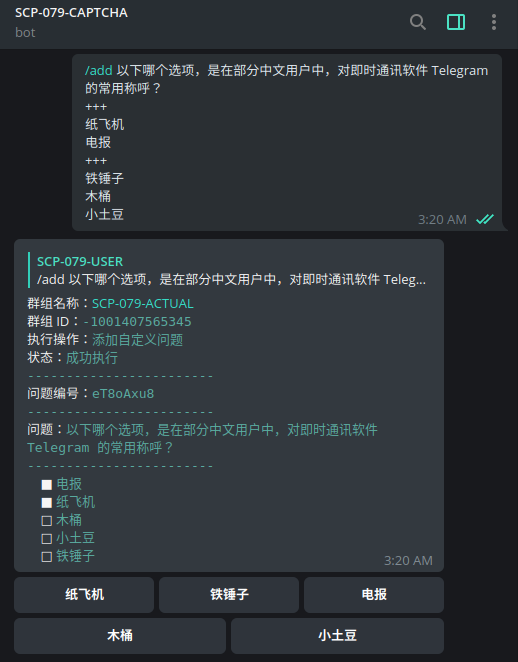 SCP-079-CAPTCHA
bot
/add 以下哪个选项，是在部分中文用户中，对即时通讯软件 Telegram
的常用称呼？
+++
纸飞机
电报
+++
铁锤子
木桶
小土豆
3:20 AM
SCP-079-USER
/add 以下哪个选项，是在部分中文用户中，对即时通讯软件 Teleg...
群组名称：SCP-079-ACTUAL
群组 ID：-1001407565345
执行操作：添加自定义问题
状态：成功执行
------------------------
问题编号：eT8oAxu8
------------------------
问题：以下哪个选项，是在部分中文用户中，对即时通讯软件
Telegram 的常用称呼？
------------------------
■ 电报
■ 纸飞机
□ 木桶
□ 小土豆
□ 铁锤子
3:20 AM
纸飞机 铁锤子 电报
木桶 小土豆